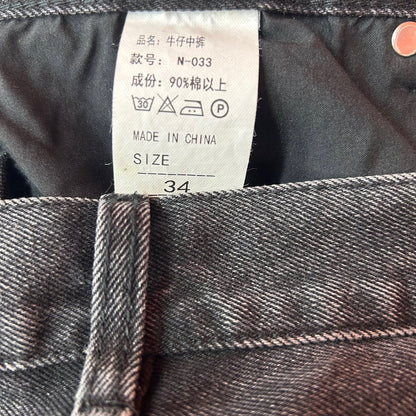 品名: 牛仔中裤
款号: N-033
成份: 90%棉以上
30 P
MADE IN CHINA
SIZE
34